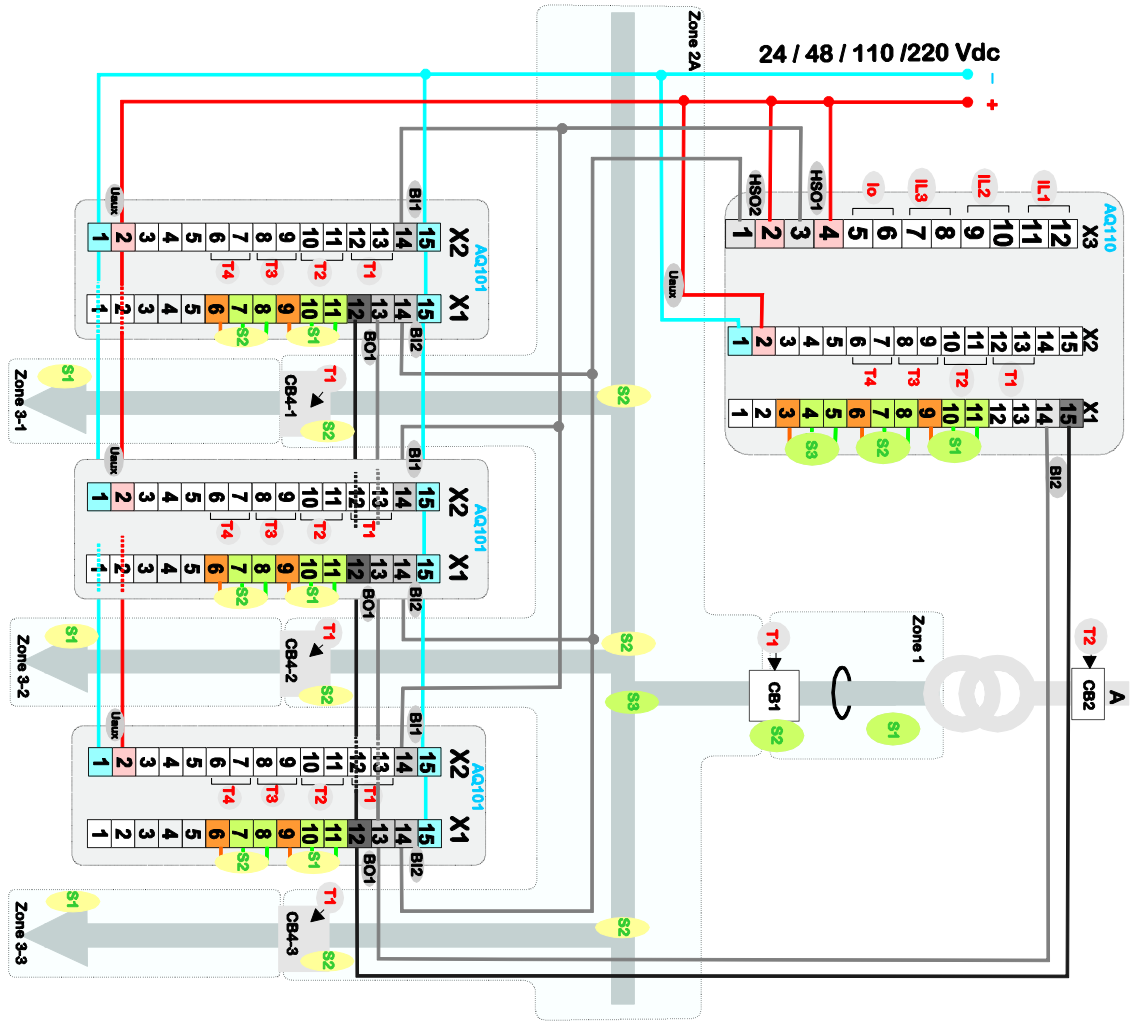 24 / 48 / 110 /220 Vdc
-
+
Zone 2A
HSO2
HSO1
Io
IL3
IL2
IL1
AQ110
1 2 3 4 5 6 7 8 9 10 11 12
X3
Uaux
1 2 3 4 5 6 7 8 9 10 11 12 13 14 15
X2
T4
T3
T2
T1
1 2 3 4 5 6 7 8 9 10 11 12 13 14 15
X1
S3
S2
S1
BI2
Uaux
BI1
1 2 3 4 5 6 7 8 9 10 11 12 13 14 15
X2
AQ101
T4
T3
T2
T1
1 2 3 4 5 6 7 8 9 10 11 12 13 14 15
X1
S2
S1
BO1
BI2
Zone 3-1
S1
CB4-1
T1
S2
S2
Uaux
BI1
1 2 3 4 5 6 7 8 9 10 11 12 13 14 15
X2
AQ101
T4
T3
T2
T1
1 2 3 4 5 6 7 8 9 10 11 12 13 14 15
X1
S2
S1
BO1
BI2
Zone 3-2
S1
CB4-2
T1
S2
S2
S3
T1
CB1
S2
Zone 1
S1
T2
CB2
A
Uaux
BI1
1 2 3 4 5 6 7 8 9 10 11 12 13 14 15
X2
AQ101
T4
T3
T2
T1
1 2 3 4 5 6 7 8 9 10 11 12 13 14 15
X1
S2
S1
BO1
BI2
Zone 3-3
S1
CB4-3
T1
S2
S2